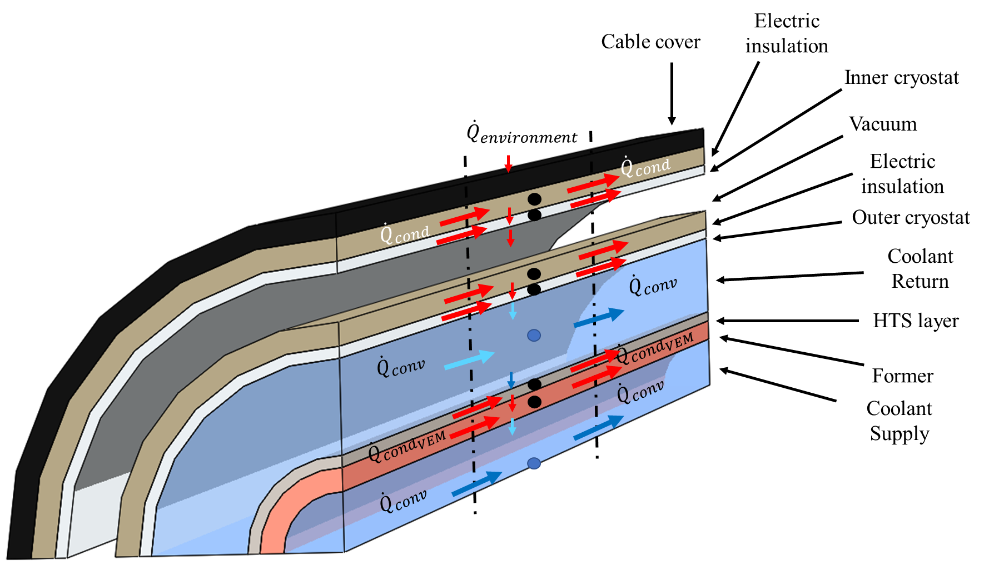 Electric
insulation
Cable cover
Inner cryostat
Vacuum
Q̇environment
Electric
insulation
Q̇cond
Outer cryostat
Q̇cond
Coolant
Return
Q̇conv
HTS layer
Q̇condVEM
Q̇conv
Former
Q̇conv
Coolant
Supply
Q̇condVEM
Q̇conv